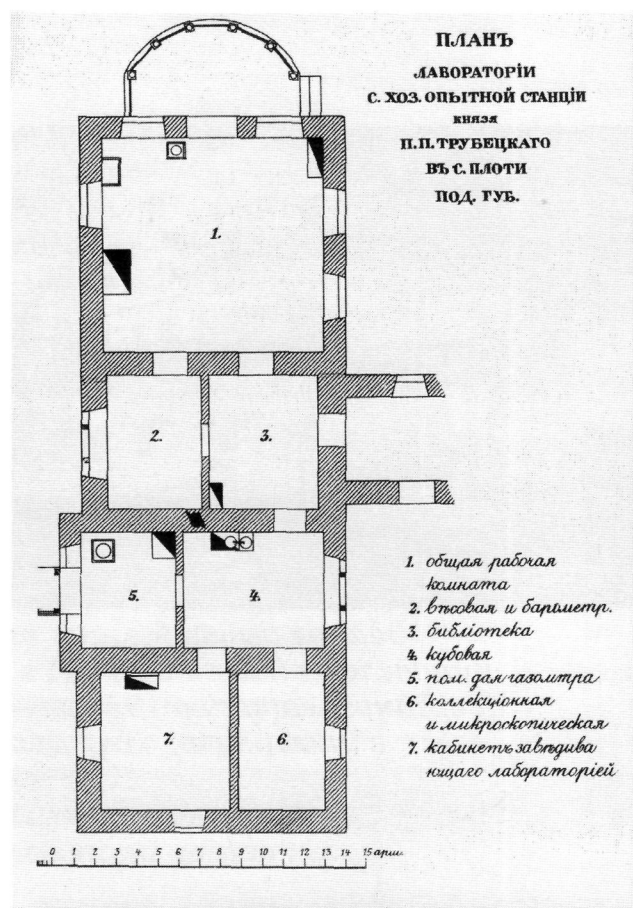 ПЛАНЪ
ЛАБОРАТОРІИ
С. ХОЗ. ОПЫТНОЙ СТАНЦІИ
КНЯЗЯ
П.П. ТРУБЕЦКАГО
ВЪ С. ПЛОТИ
ПОД. ГУБ.
1.
2.
3.
4.
5.
6.
7.
1. общая рабочая
комната
2. вѣсовая и барометр.
3. библіотека
4. кубовая
5. пом. для газометра
6. коллекціонная
и микроскопическая
7. кабинетъ завѣдыва
ющаго лабораторіей
0 1 2 3 4 5 6 7 8 9 10 11 12 13 14 15 арш.